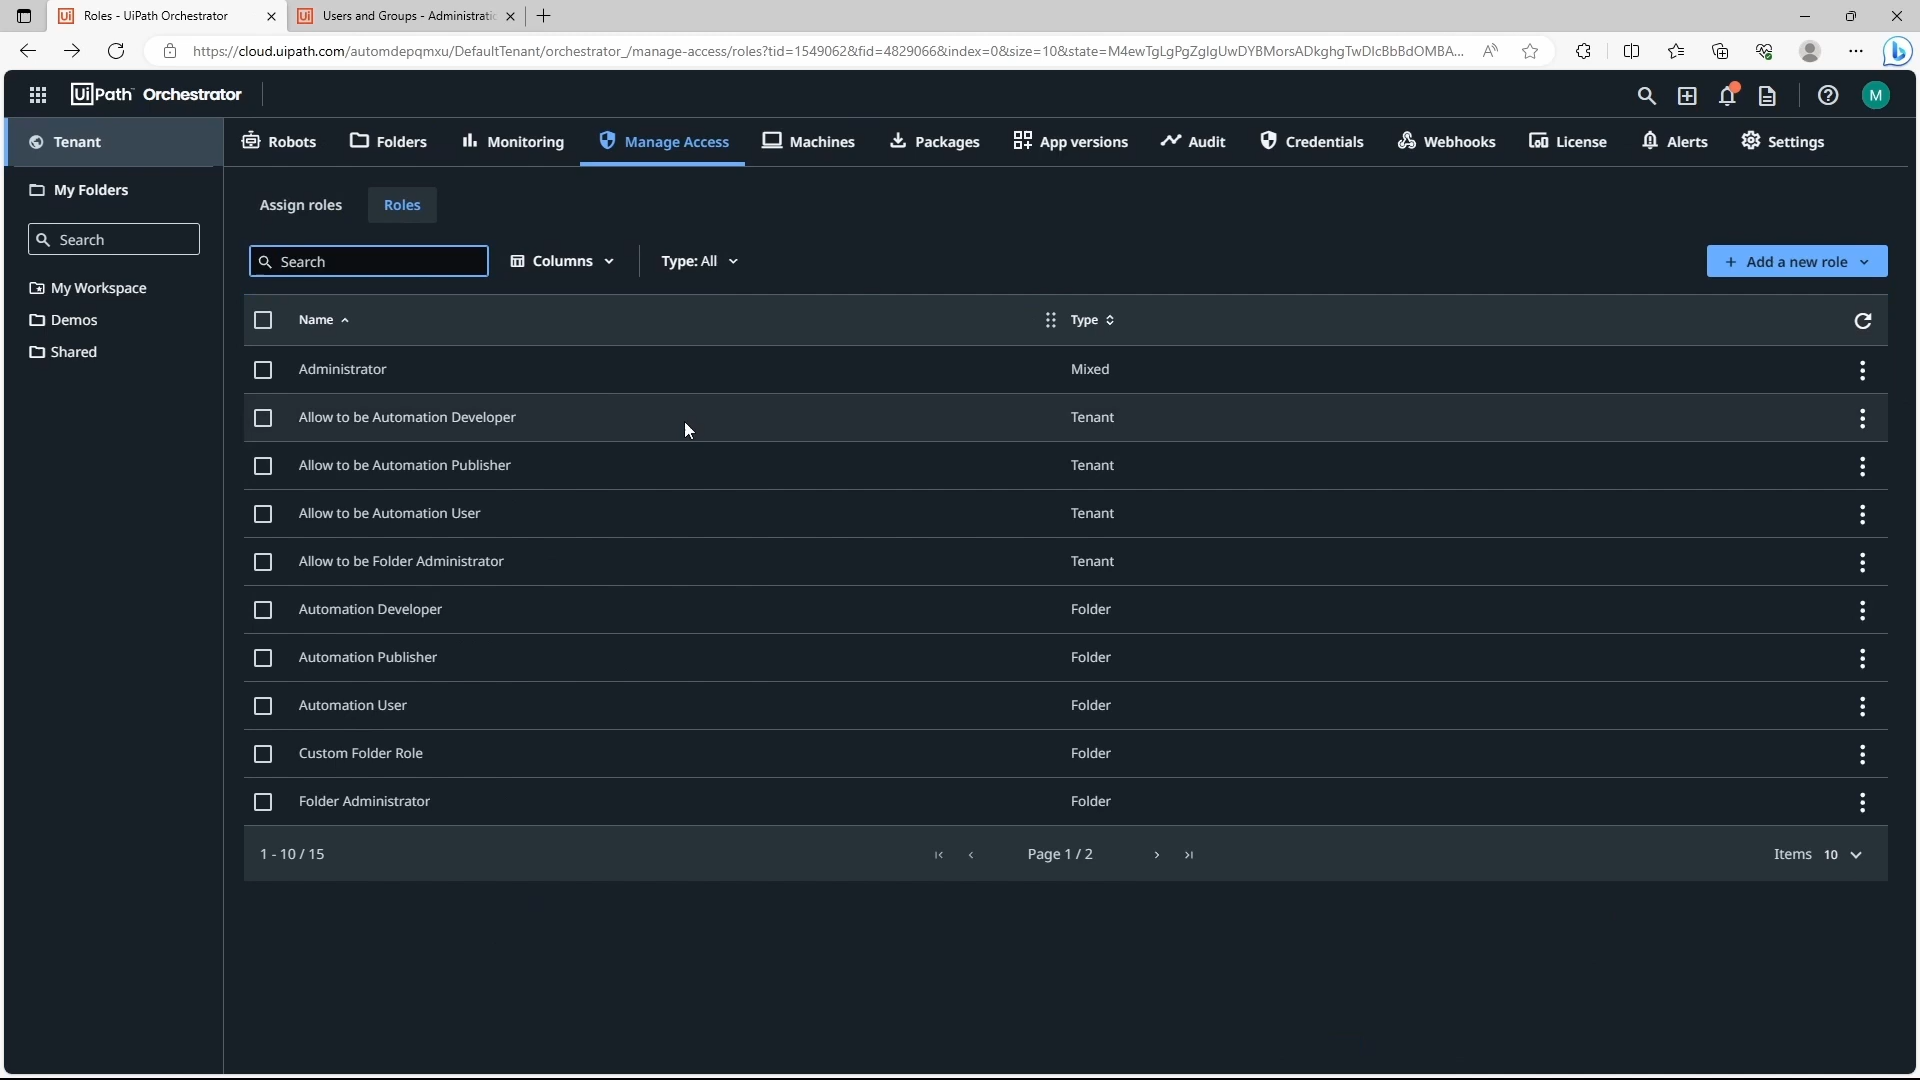 Roles - UiPath Orchestrator
Users and Groups - Administratic
https://cloud.uipath.com/automdepqmxu/DefaultTenant/orchestrator_/manage-access/roles?tid=1549062&fid=4829066&index=0&size=10&state=M4ewTgLgPgZglgUwDYBMorsADkghgTwDIcBbBdOMBA...
UiPath Orchestrator
M
Tenant
Robots
Folders
Monitoring
Manage Access
Machines
Packages
App versions
Audit
Credentials
Webhooks
License
Alerts
Settings
My Folders
Search
My Workspace
Demos
Shared
Assign roles
Roles
Search
Columns
Type: All
+ Add a new role
Name
Type
Administrator Mixed
Allow to be Automation Developer Tenant
Allow to be Automation Publisher Tenant
Allow to be Automation User Tenant
Allow to be Folder Administrator Tenant
Automation Developer Folder
Automation Publisher Folder
Automation User Folder
Custom Folder Role Folder
Folder Administrator Folder
1 - 10 / 15
Page 1 / 2
Items 10